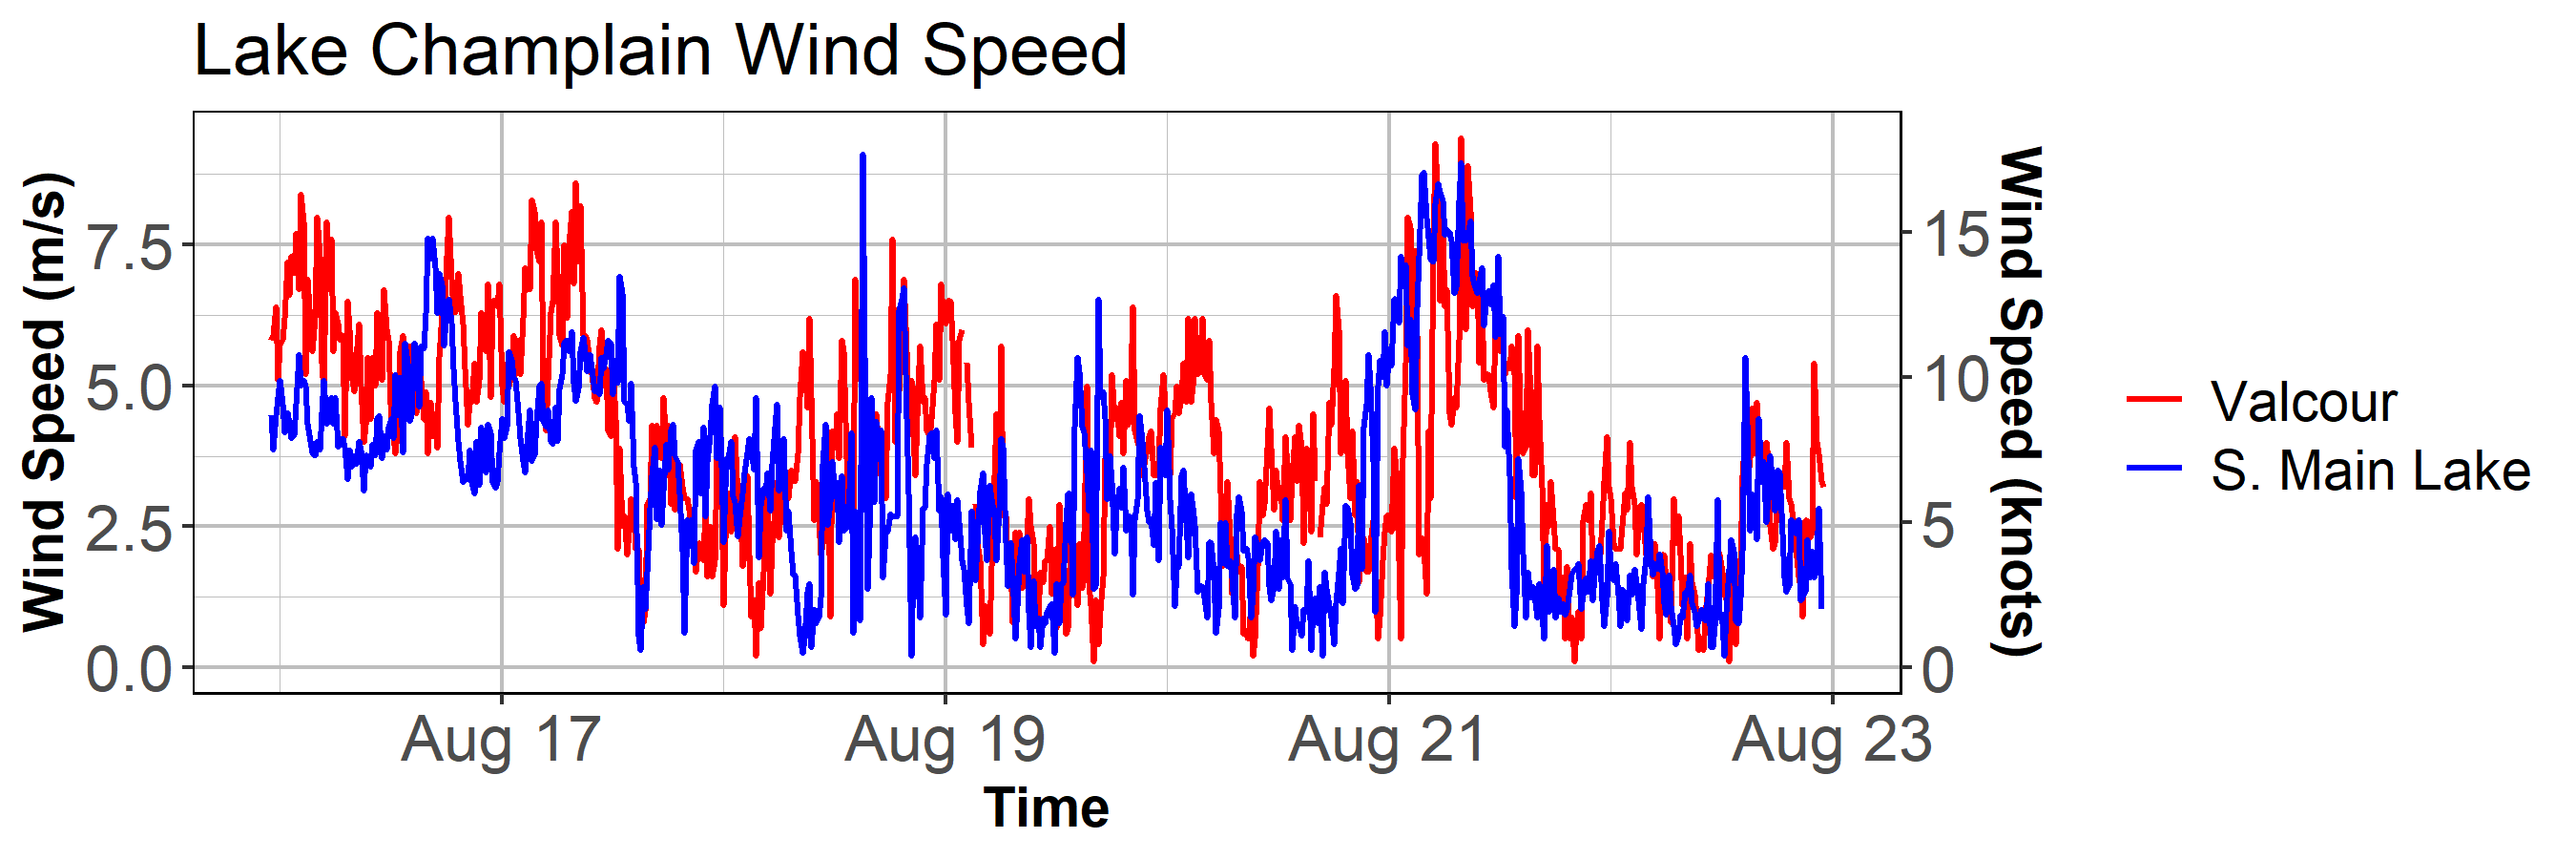 Lake Champlain Wind Speed
Wind Speed (m/s)
7.5
5.0
2.5
0.0
15
10
5
0
Wind Speed (knots)
Aug 17
Aug 19
Aug 21
Aug 23
Time
Valcour
S. Main Lake